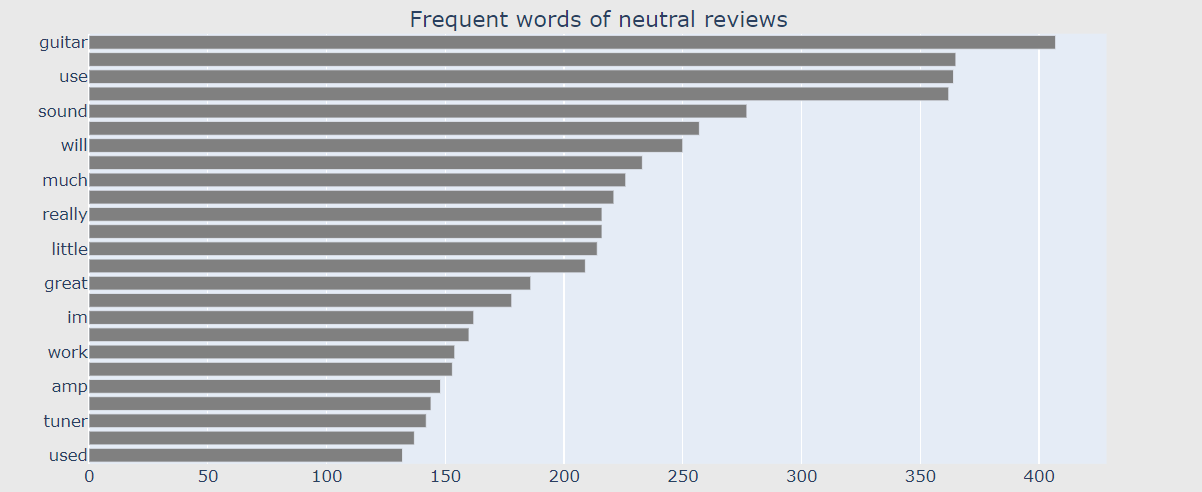 Frequent words of neutral reviews
guitar
use
sound
will
much
really
little
great
im
work
amp
tuner
used
0 50 100 150 200 250 300 350 400